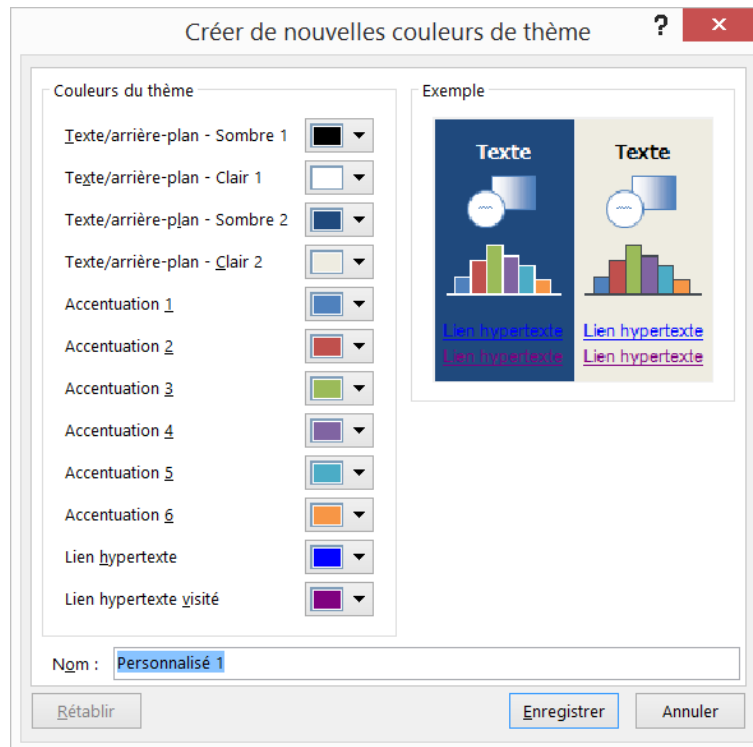 Créer de nouvelles couleurs de thème
Couleurs du thème
Texte/arrière-plan - Sombre 1
Texte/arrière-plan - Clair 1
Texte/arrière-plan - Sombre 2
Texte/arrière-plan - Clair 2
Accentuation 1
Accentuation 2
Accentuation 3
Accentuation 4
Accentuation 5
Accentuation 6
Lien hypertexte
Lien hypertexte visité
Exemple
Texte Texte
Lien hypertexte Lien hypertexte
Lien hypertexte Lien hypertexte
Nom : Personnalisé 1
Rétablir Enregistrer Annuler